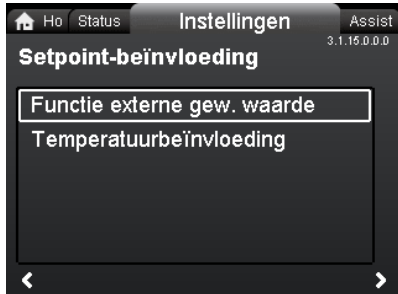 Ho Status Instellingen Assist
3.1.15.0.0.0
Setpoint-beïnvloeding
Functie externe gew. waarde
Temperatuurbeïnvloeding